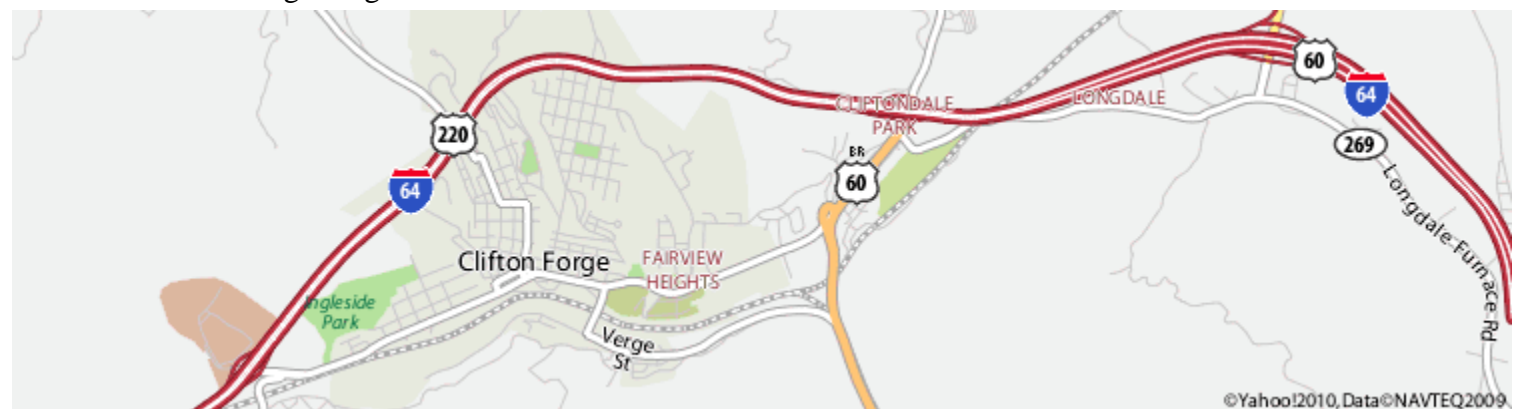 60
64
CLIFTONDALE
PARK
LONGDALE
220
BR
60
269
64
Longdale Furnace Rd
Clifton Forge
FAIRVIEW
HEIGHTS
Ingleside
Park
Verge
St
©Yahoo!2010, Data©NAVTEQ2009